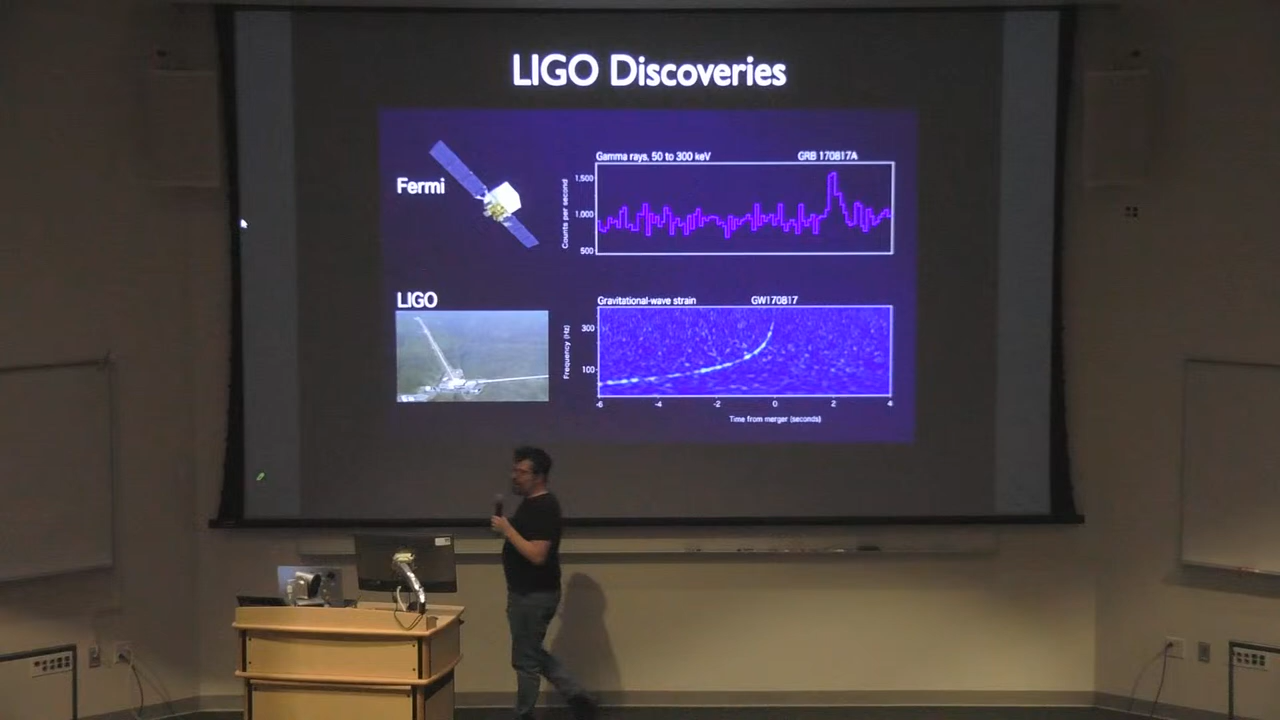 LIGO Discoveries
Gamma rays, 50 to 300 keV
GRB 170817A
Fermi
Counts per second
1,500
1,000
500
LIGO
Gravitational-wave strain
GW170817
Frequency (Hz)
300
100
-6
-4
-2
0
2
4
Time from merger (seconds)